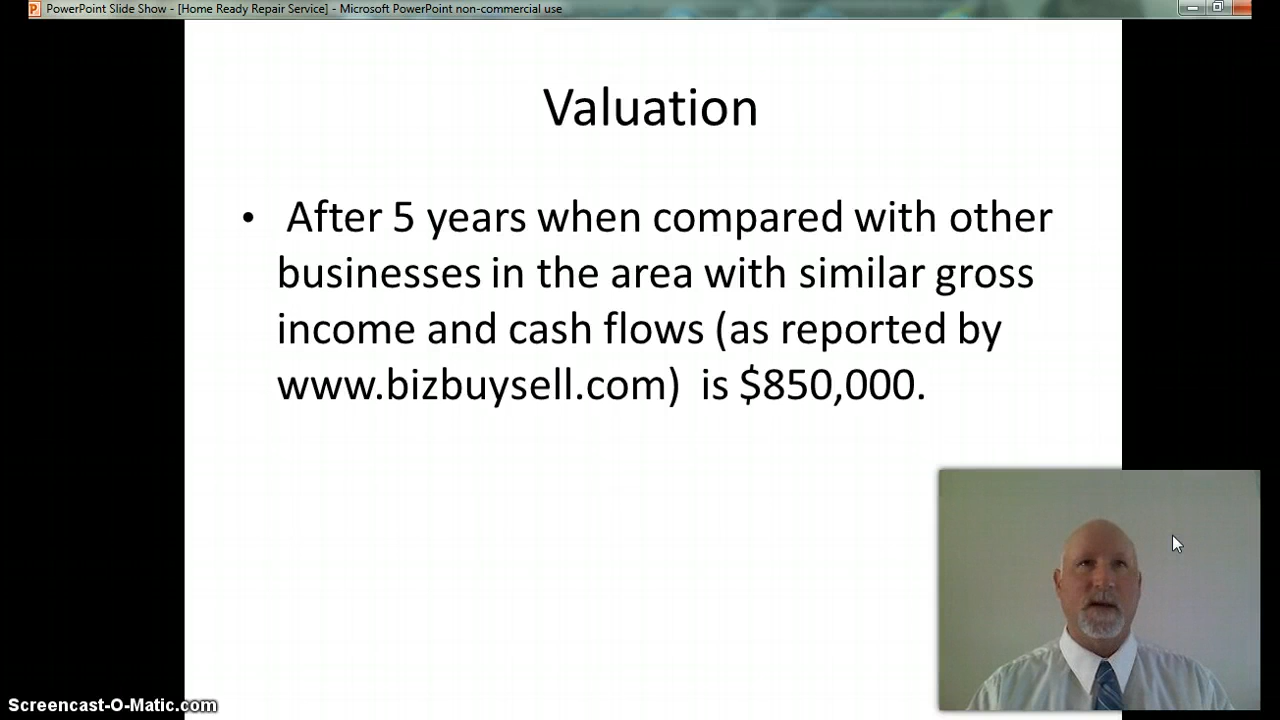 PowerPoint Slide Show - [Home Ready Repair Service] - Microsoft PowerPoint non-commercial use
Valuation
• After 5 years when compared with other
businesses in the area with similar gross
income and cash flows (as reported by
www.bizbuysell.com) is $850,000.
Screencast-O-Matic.com